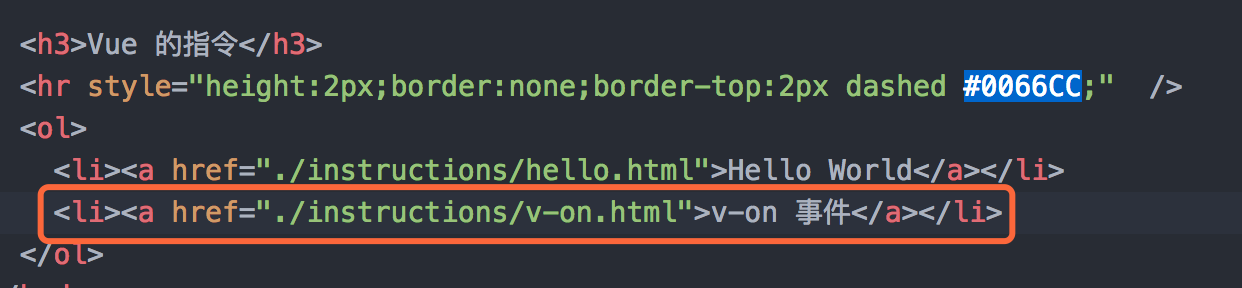 <h3>Vue 的指令</h3>
<hr style="height:2px;border:none;border-top:2px dashed #0066CC;"  />
<ol>
<li><a href="./instructions/hello.html">Hello World</a></li>
<li><a href="./instructions/v-on.html">v-on 事件</a></li>
</ol>